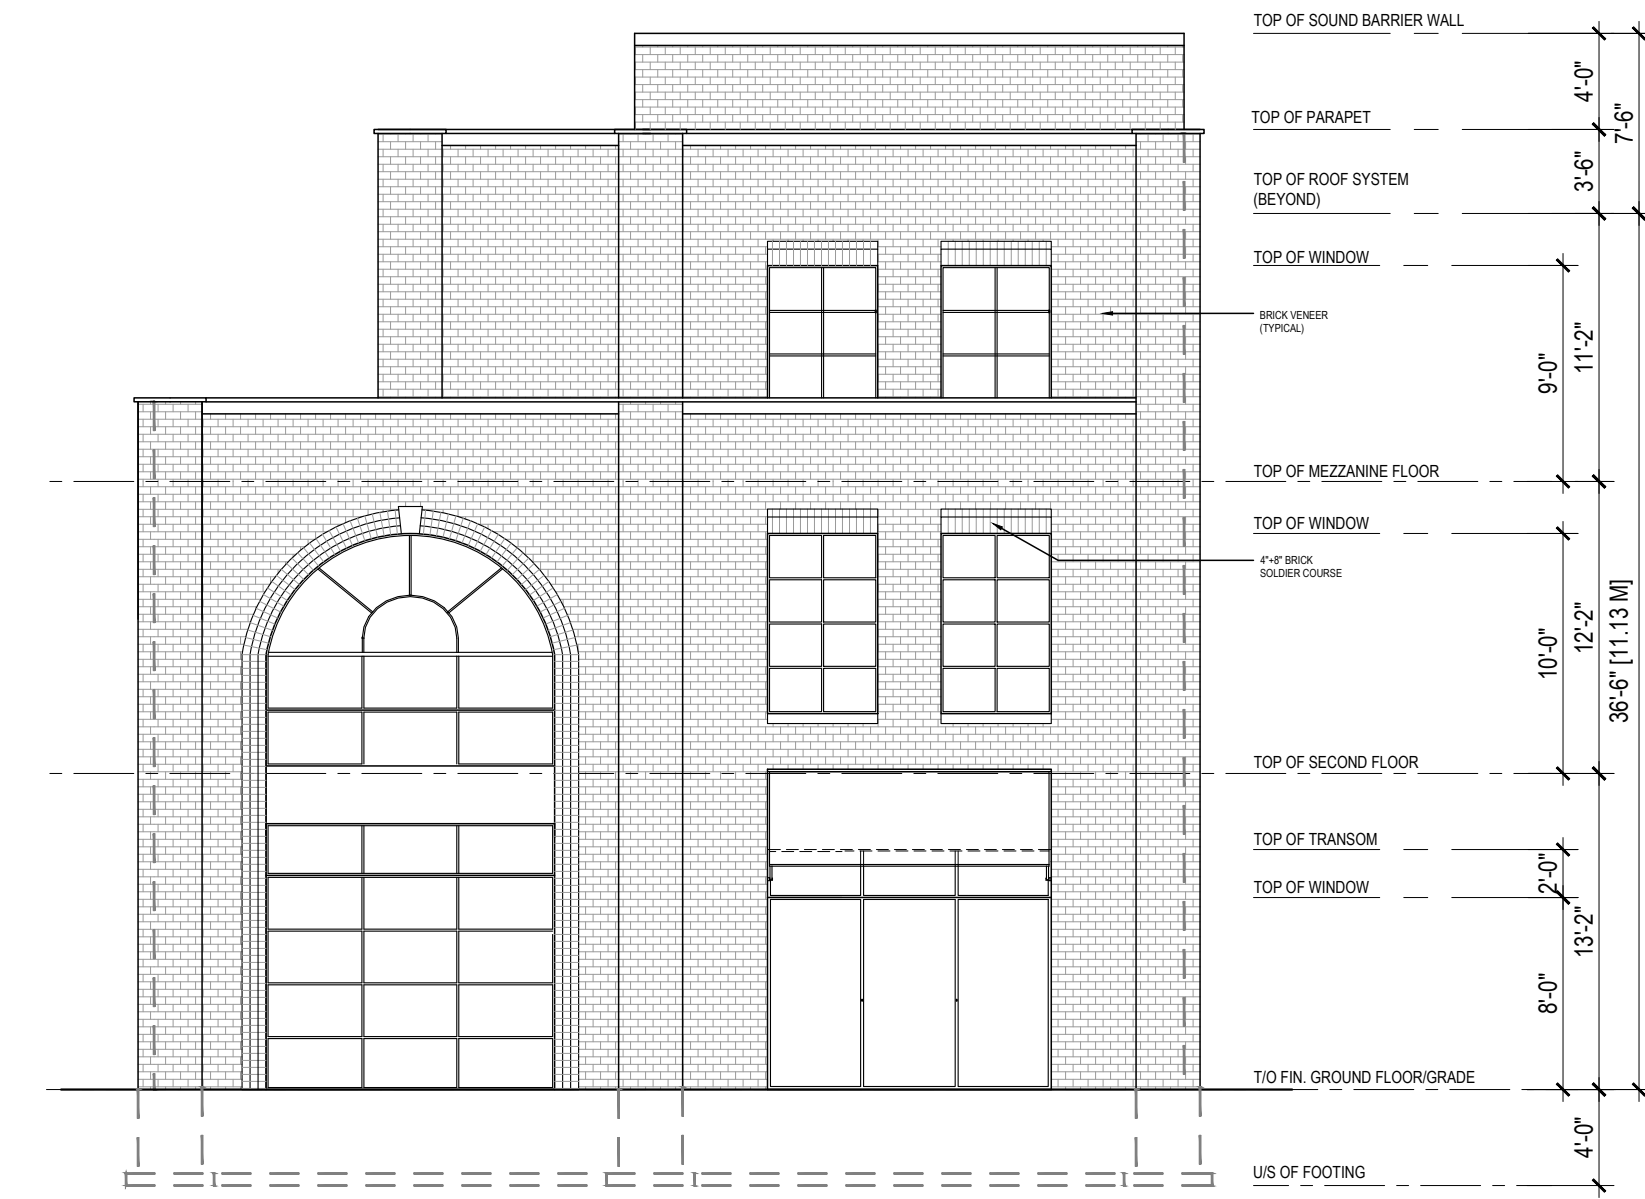 TOP OF SOUND BARRIER WALL
4'-0"
TOP OF PARAPET
7'-6"
3'-6"
TOP OF ROOF SYSTEM
(BEYOND)
TOP OF WINDOW
BRICK VENEER
(TYPICAL)
11'-2"
9'-0"
TOP OF MEZZANINE FLOOR
TOP OF WINDOW
4"+8" BRICK
SOLDIER COURSE
12'-2"
10'-0"
36'-6" [11.13 M]
TOP OF SECOND FLOOR
TOP OF TRANSOM
2'-0"
TOP OF WINDOW
13'-2"
8'-0"
T/O FIN. GROUND FLOOR/GRADE
4'-0"
U/S OF FOOTING